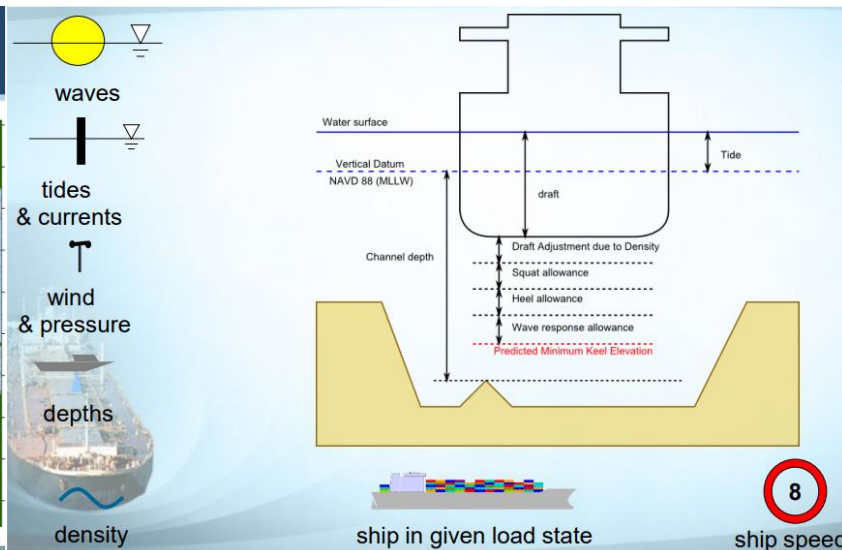 waves
tides
& currents
wind
& pressure
depths
density
Water surface
Vertical Datum
NAVD 88 (MLLW)
Tide
draft
Channel depth
Draft Adjustment due to Density
Squat allowance
Heel allowance
Wave response allowance
Predicted Minimum Keel Elevation
ship in given load state
8
ship speed